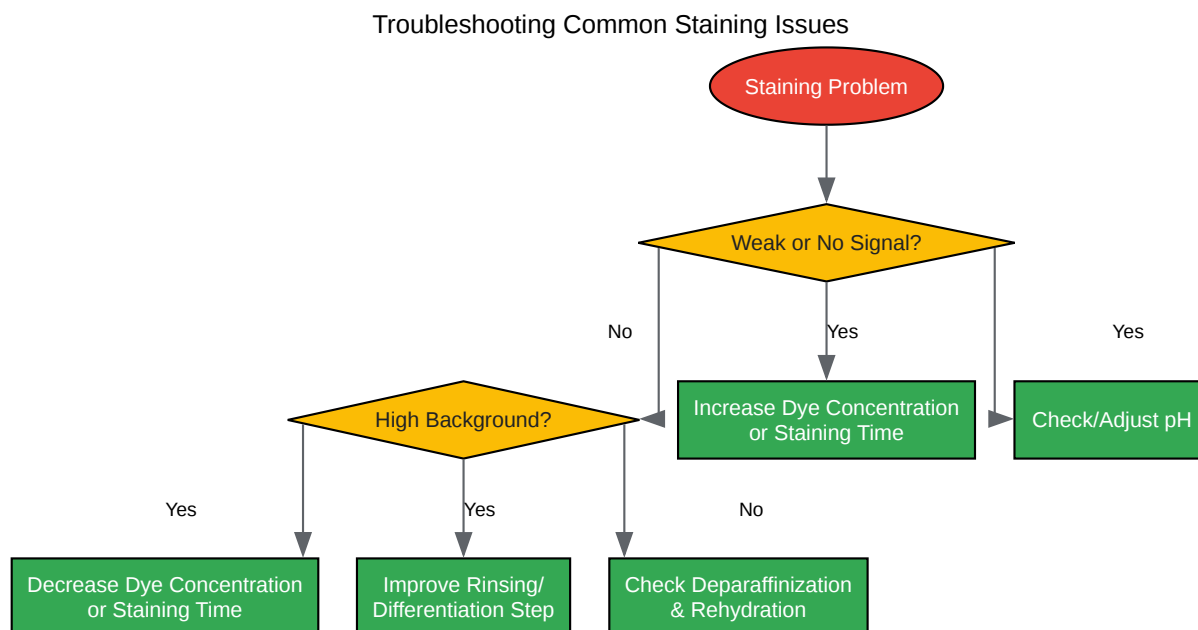 Troubleshooting Common Staining Issues
Staining Problem
Weak or No Signal?
No
Yes
Yes
High Background?
Increase Dye Concentration
or Staining Time
Check/Adjust pH
Yes
Yes
No
Decrease Dye Concentration
or Staining Time
Improve Rinsing/
Differentiation Step
Check Deparaffinization
& Rehydration